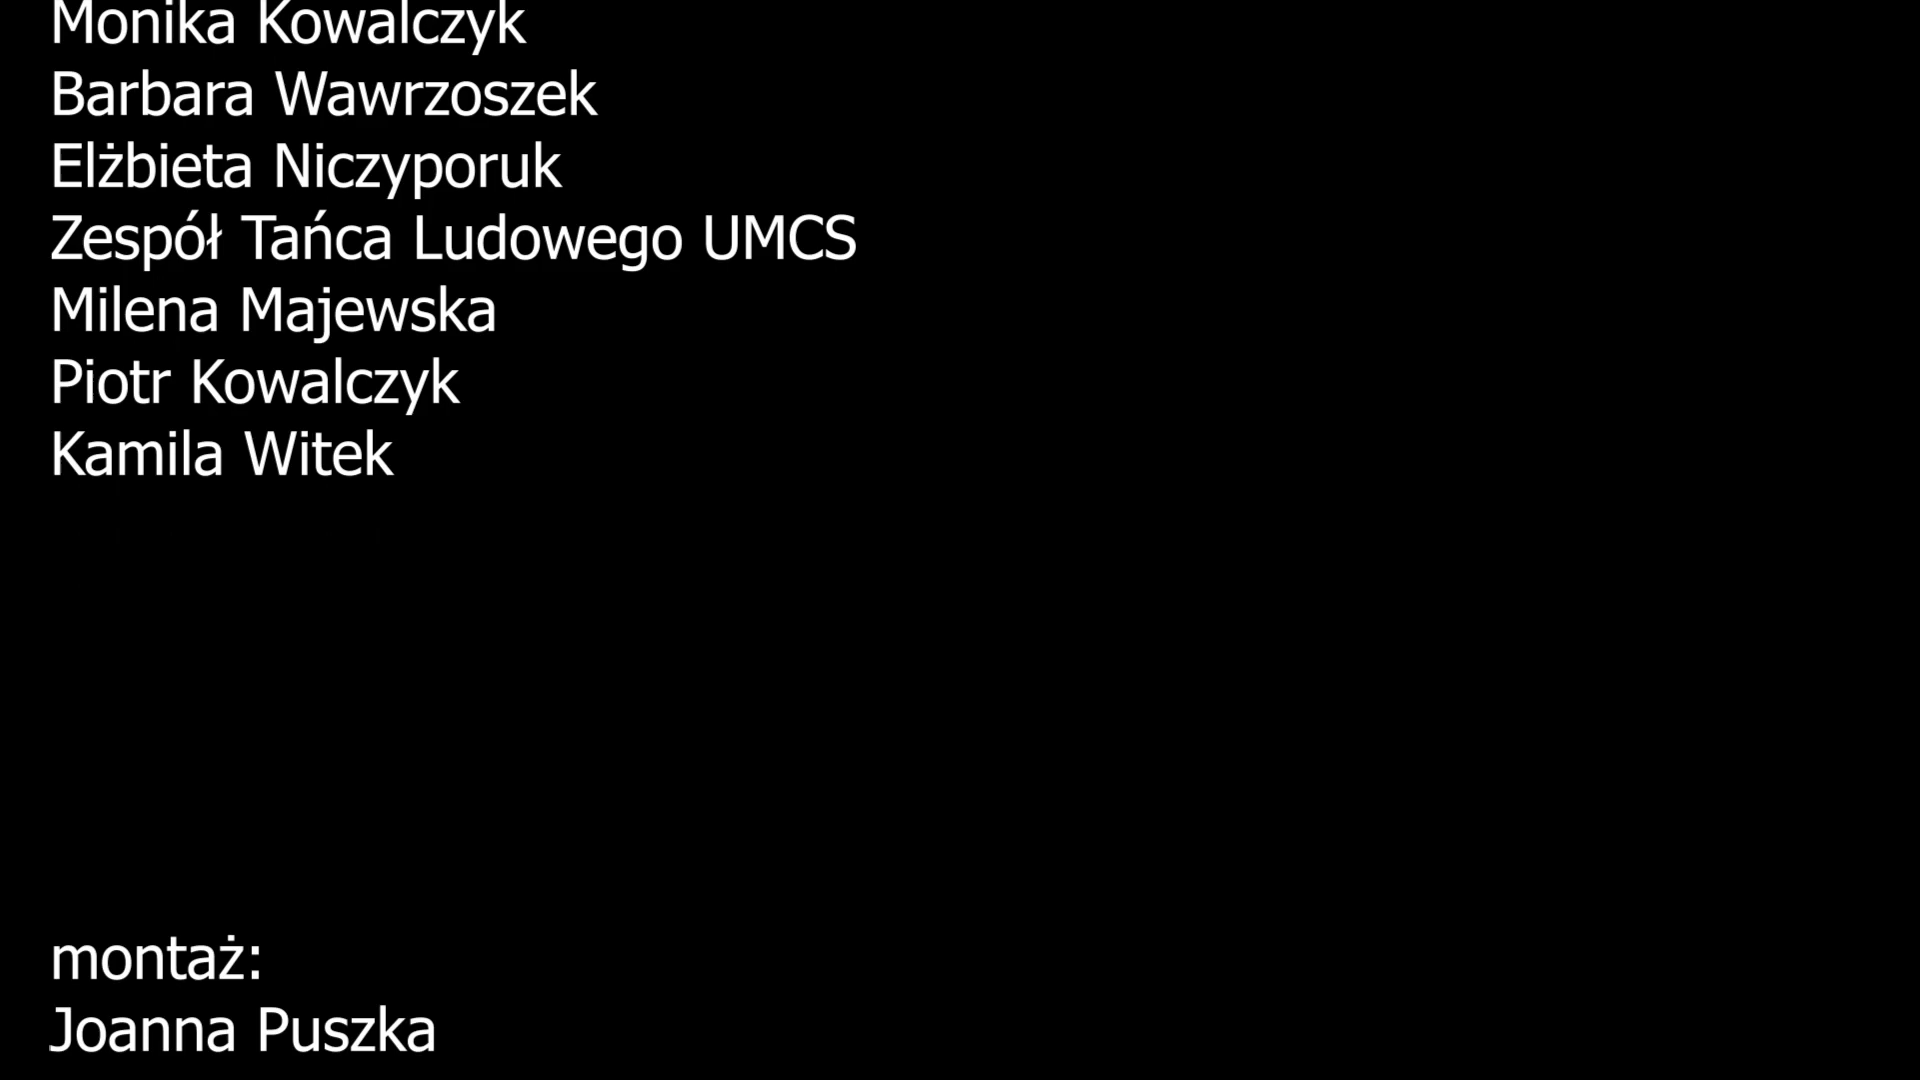 Monika Kowalczyk
Barbara Wawrzoszek
Elżbieta Niczyporuk
Zespół Tańca Ludowego UMCS
Milena Majewska
Piotr Kowalczyk
Kamila Witek
montaż:
Joanna Puszka